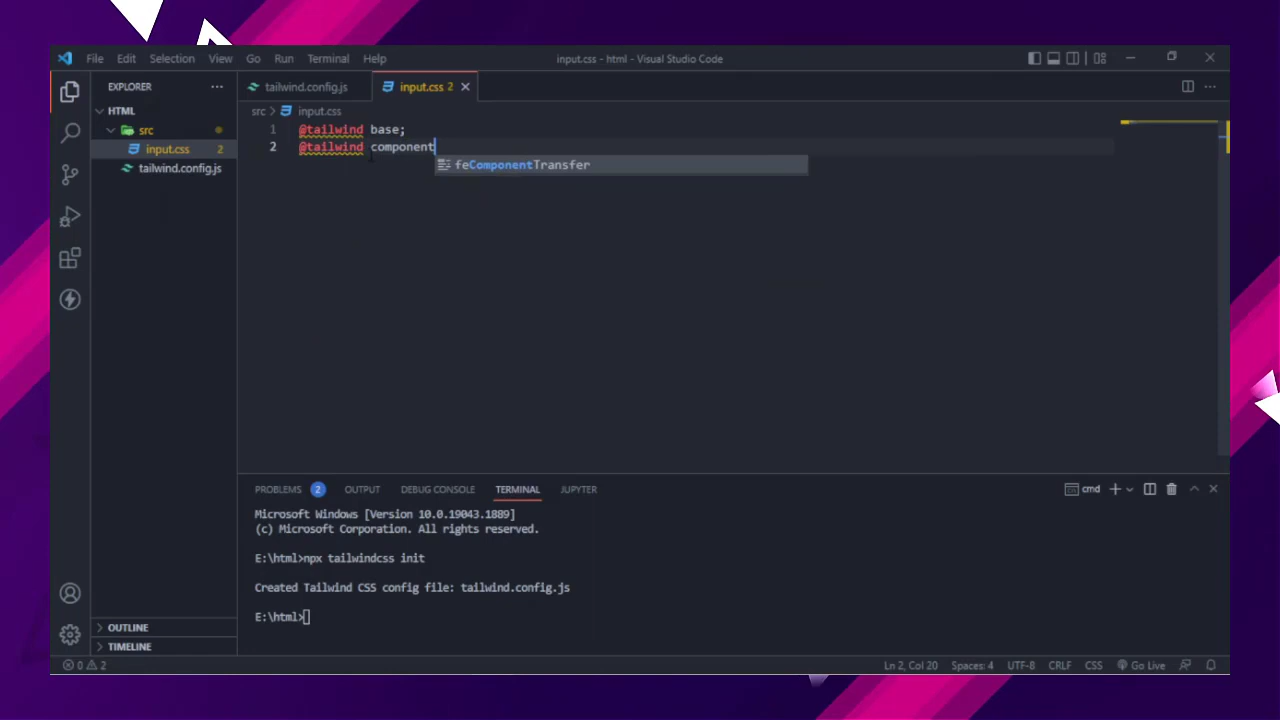 File Edit Selection View Go Run Terminal Help
input.css - html - Visual Studio Code
EXPLORER
HTML
src
input.css 2
tailwind.config.js
OUTLINE
TIMELINE
tailwind.config.js input.css 2
src > input.css
1 @tailwind base;
2 @tailwind component
feComponentTransfer
PROBLEMS 2 OUTPUT DEBUG CONSOLE TERMINAL JUPYTER
cmd
Microsoft Windows [Version 10.0.19043.1889]
(c) Microsoft Corporation. All rights reserved.
E:\html>npx tailwindcss init
Created Tailwind CSS config file: tailwind.config.js
E:\html>
0 2
Ln 2, Col 20 Spaces: 4 UTF-8 CRLF CSS Go Live